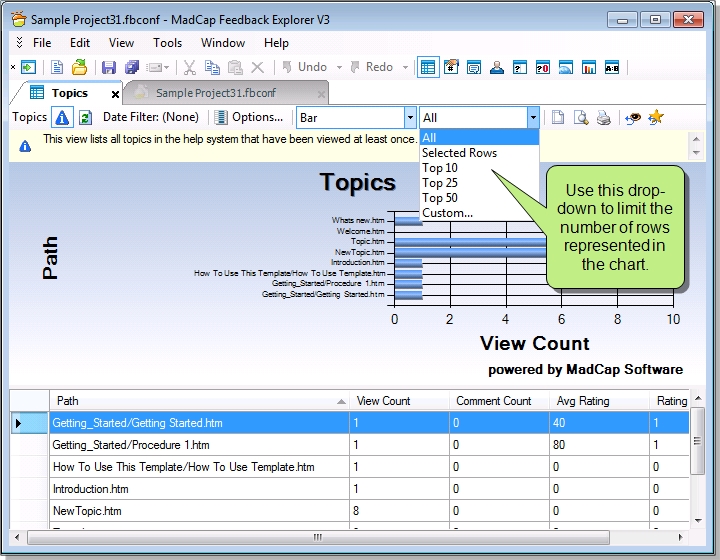 Sample Project31.fbconf - MadCap Feedback Explorer V3
File Edit View Tools Window Help
Undo Redo
Topics Sample Project31.fbconf
Topics Date Filter: (None) Options... Bar All
This view lists all topics in the help system that have been viewed at least once.
All
Selected Rows
Top 10
Top 25
Top 50
Custom...
Use this drop-
down to limit the
number of rows
represented in
the chart.
Topics
Path
Whats new.htm
Welcome.htm
Topic.htm
NewTopic.htm
Introduction.htm
How To Use This Template/How To Use Template.htm
Getting_Started/Procedure 1.htm
Getting_Started/Getting Started.htm
0 2 4 6 8 10
View Count
powered by MadCap Software
Path View Count Comment Count Avg Rating Rating
Getting_Started/Getting Started.htm 1 0 40 1
Getting_Started/Procedure 1.htm 1 0 80 1
How To Use This Template/How To Use Template.htm 1 0 0 0
Introduction.htm 1 0 0 0
NewTopic.htm 8 0 0 0